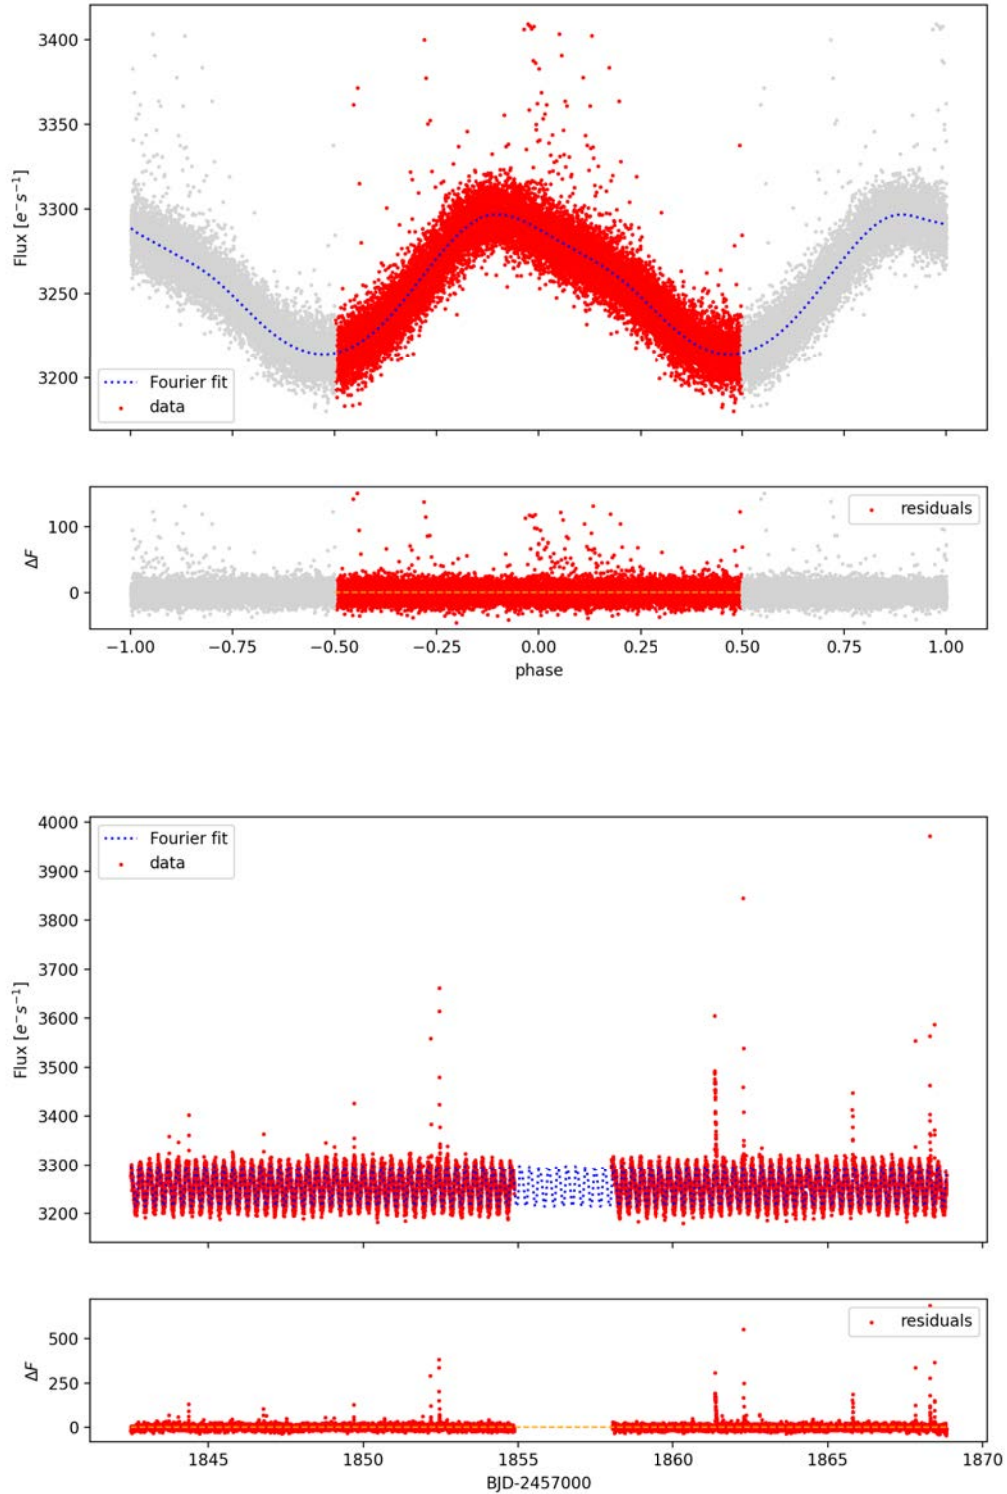 3400
3350
3300
3250
3200
Flux [e⁻s⁻¹]
Fourier fit
data
100
0
ΔF
residuals
−1.00 −0.75 −0.50 −0.25 0.00 0.25 0.50 0.75 1.00
phase
4000
3900
3800
3700
3600
3500
3400
3300
3200
Flux [e⁻s⁻¹]
Fourier fit
data
500
250
0
ΔF
residuals
1845 1850 1855 1860 1865 1870
BJD-2457000